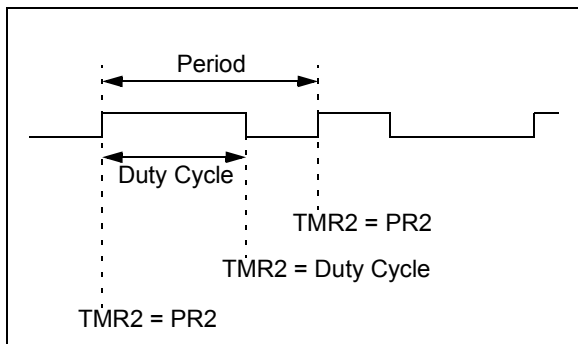 Period
Duty Cycle
TMR2 = PR2
TMR2 = Duty Cycle
TMR2 = PR2